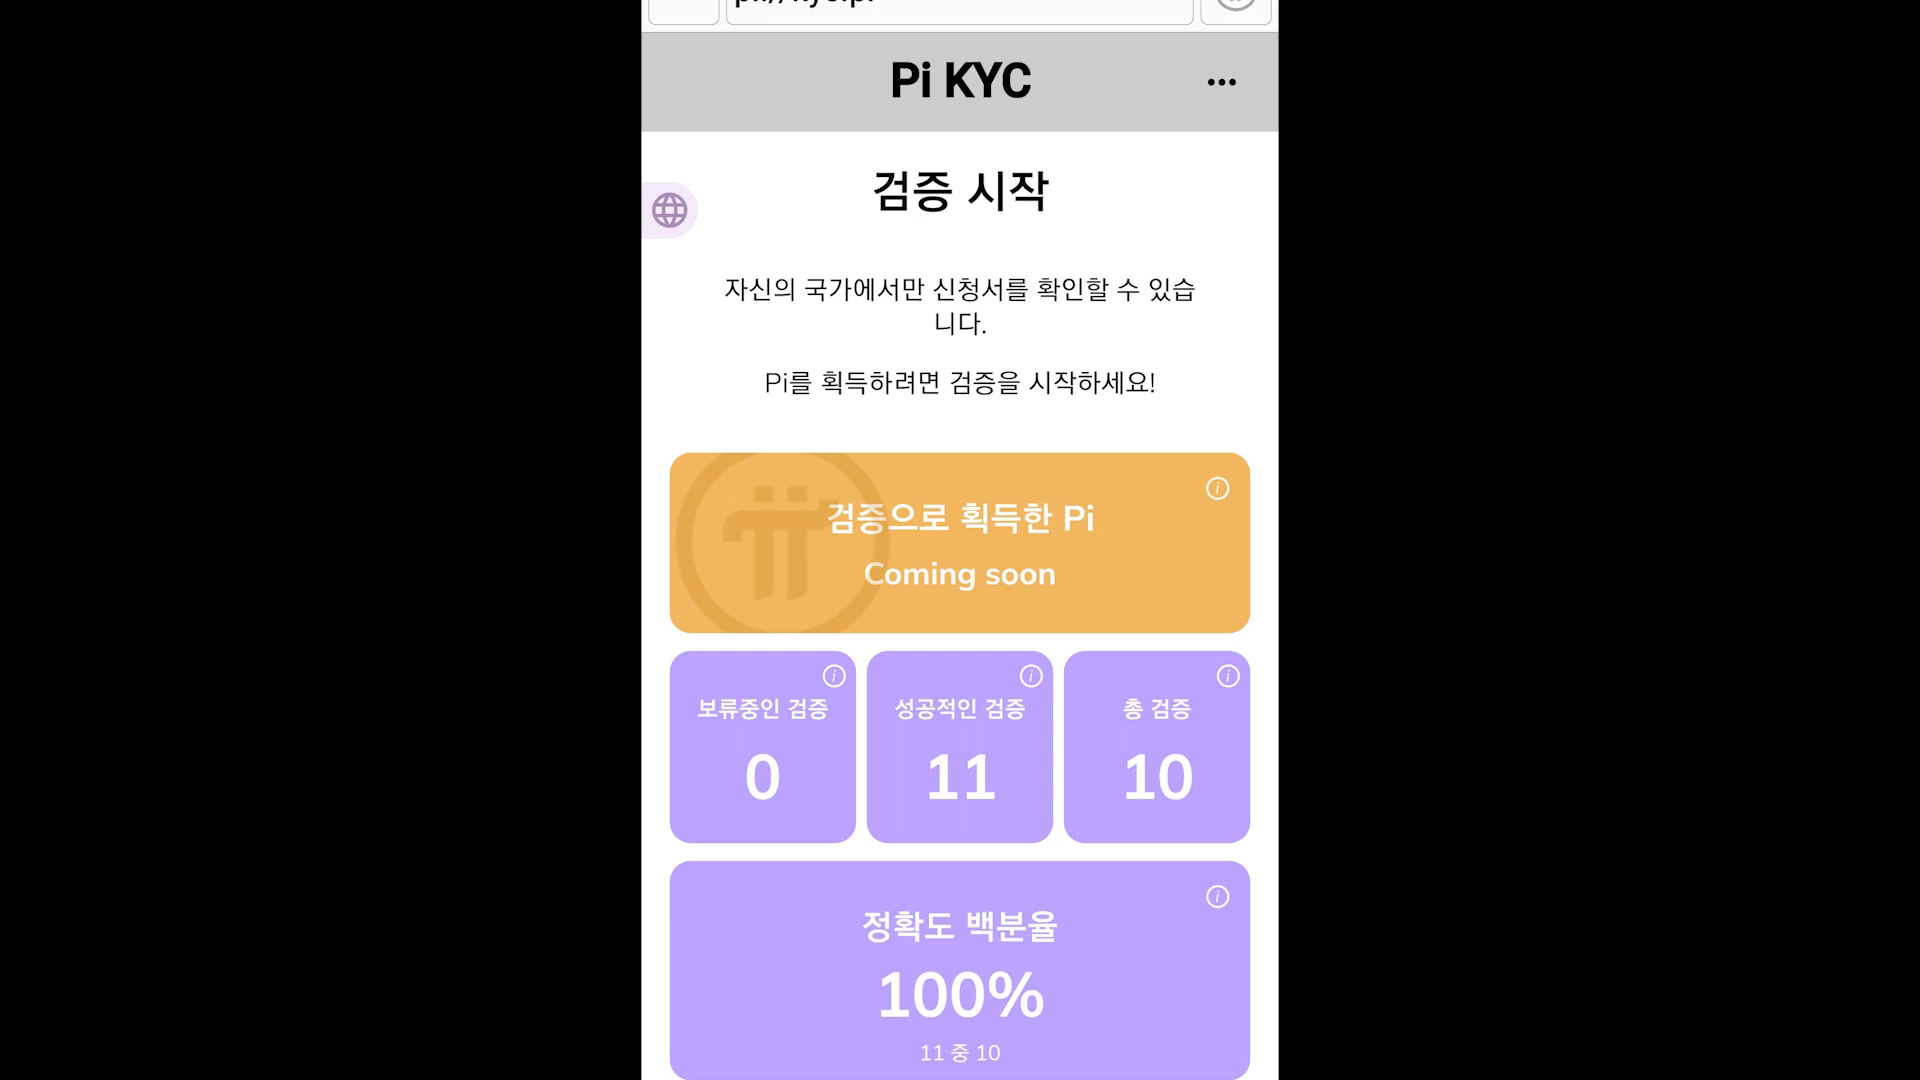 Pi KYC
검증 시작
자신의 국가에서만 신청서를 확인할 수 있습
니다.
Pi를 획득하려면 검증을 시작하세요!
검증으로 획득한 Pi
Coming soon
보류중인 검증
0
성공적인 검증
11
총 검증
10
정확도 백분율
100%
11 중 10